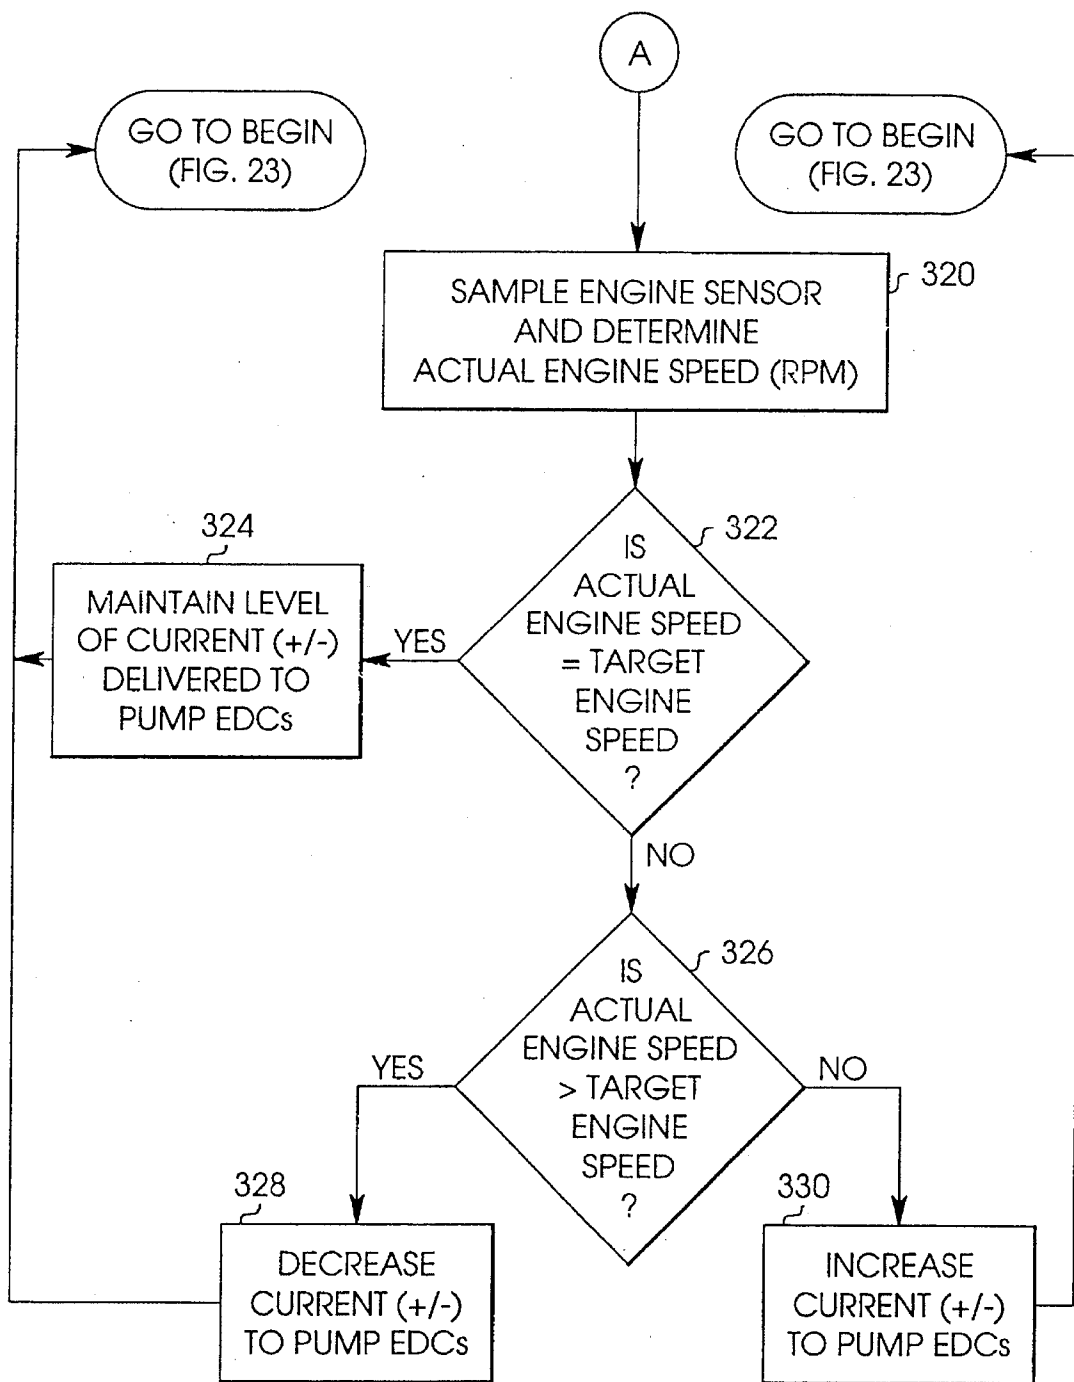 A
GO TO BEGIN
(FIG. 23)
GO TO BEGIN
(FIG. 23)
320
SAMPLE ENGINE SENSOR
AND DETERMINE
ACTUAL ENGINE SPEED (RPM)
322
IS
ACTUAL
ENGINE SPEED
= TARGET
ENGINE
SPEED
?
YES
324
MAINTAIN LEVEL
OF CURRENT (+/-)
DELIVERED TO
PUMP EDCs
NO
326
IS
ACTUAL
ENGINE SPEED
> TARGET
ENGINE
SPEED
?
YES
NO
328
DECREASE
CURRENT (+/-)
TO PUMP EDCs
330
INCREASE
CURRENT (+/-)
TO PUMP EDCs